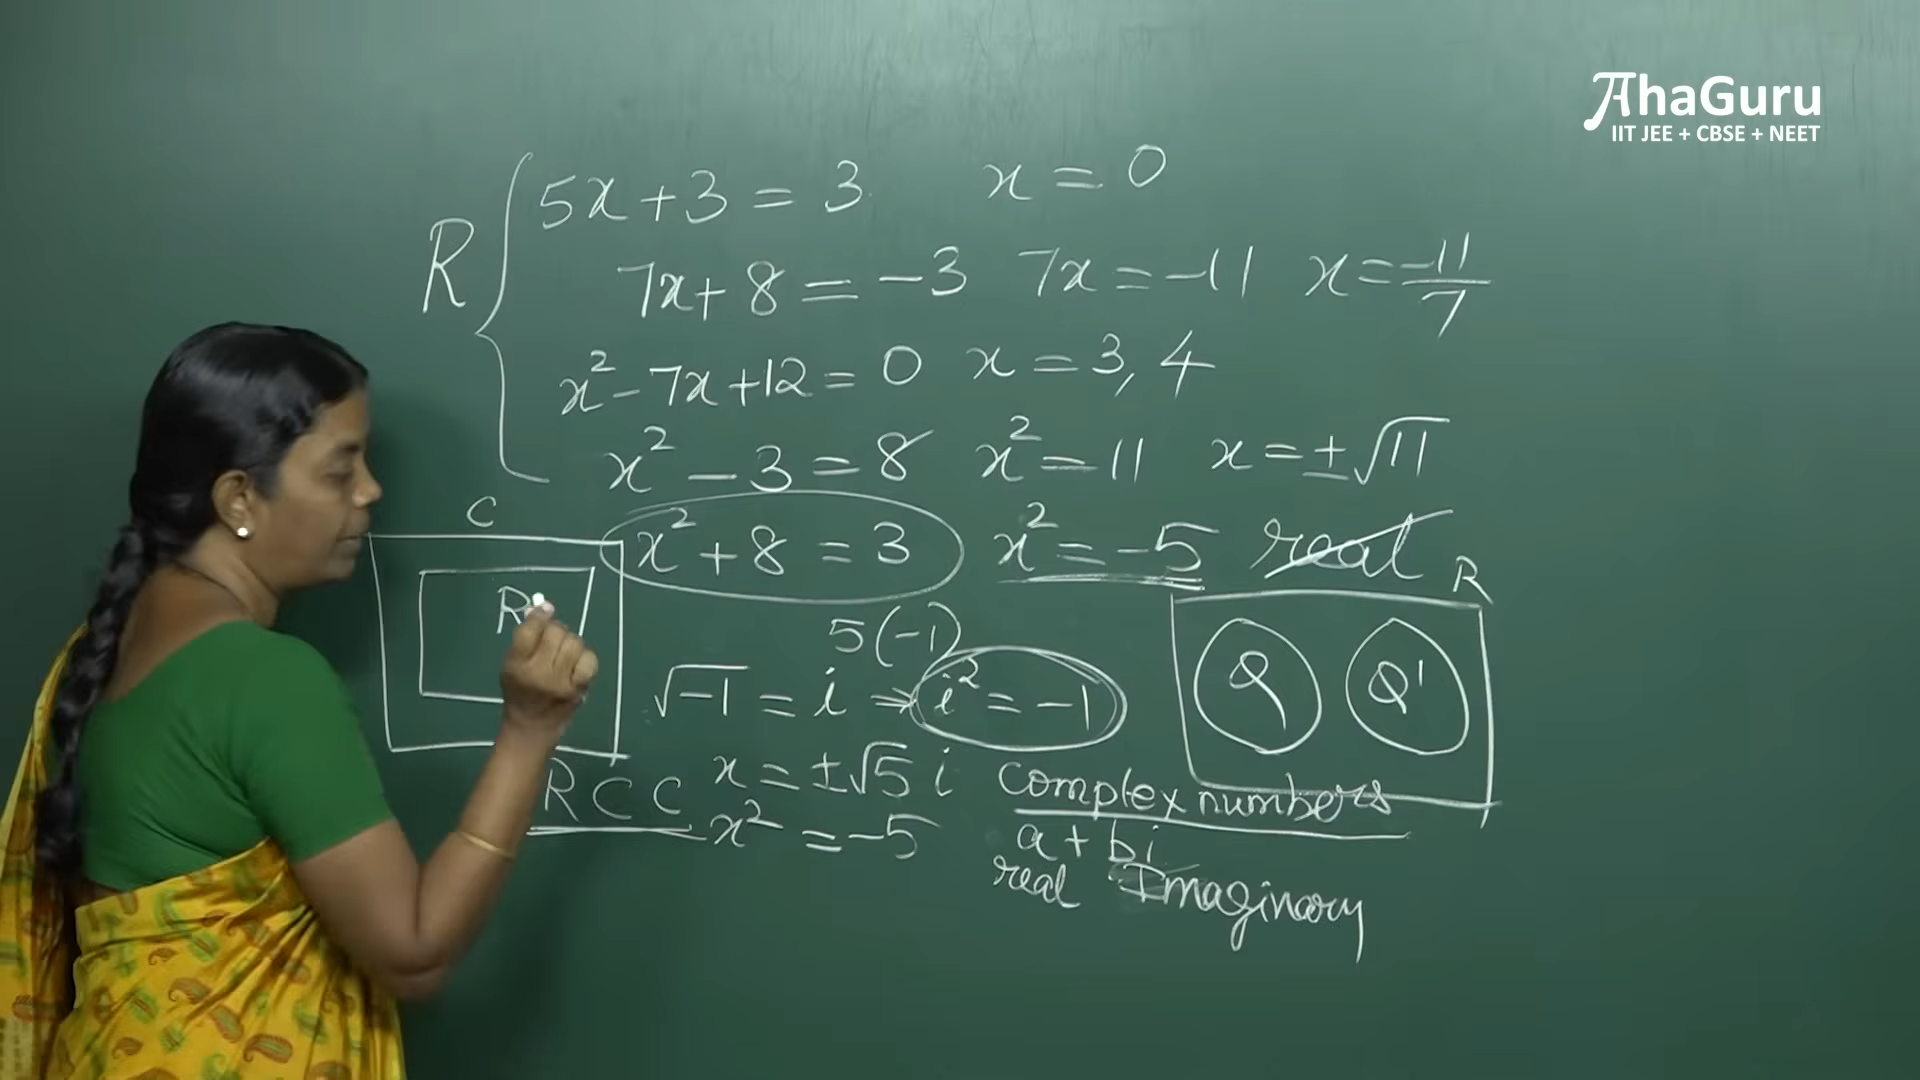 AhaGuru
IIT JEE + CBSE + NEET
R { 5x + 3 = 3 x = 0
7x + 8 = -3 7x = -11 x = -11/7
x² - 7x + 12 = 0 x = 3, 4
x² - 3 = 8 x² = 11 x = ±√11
x² + 8 = 3 x² = -5 real
C
R
5(-1)
√-1 = i ⇒ i² = -1
R
Q Q'
R C C x = ±√5 i
x² = -5
complex numbers
a + bi
real Imaginary